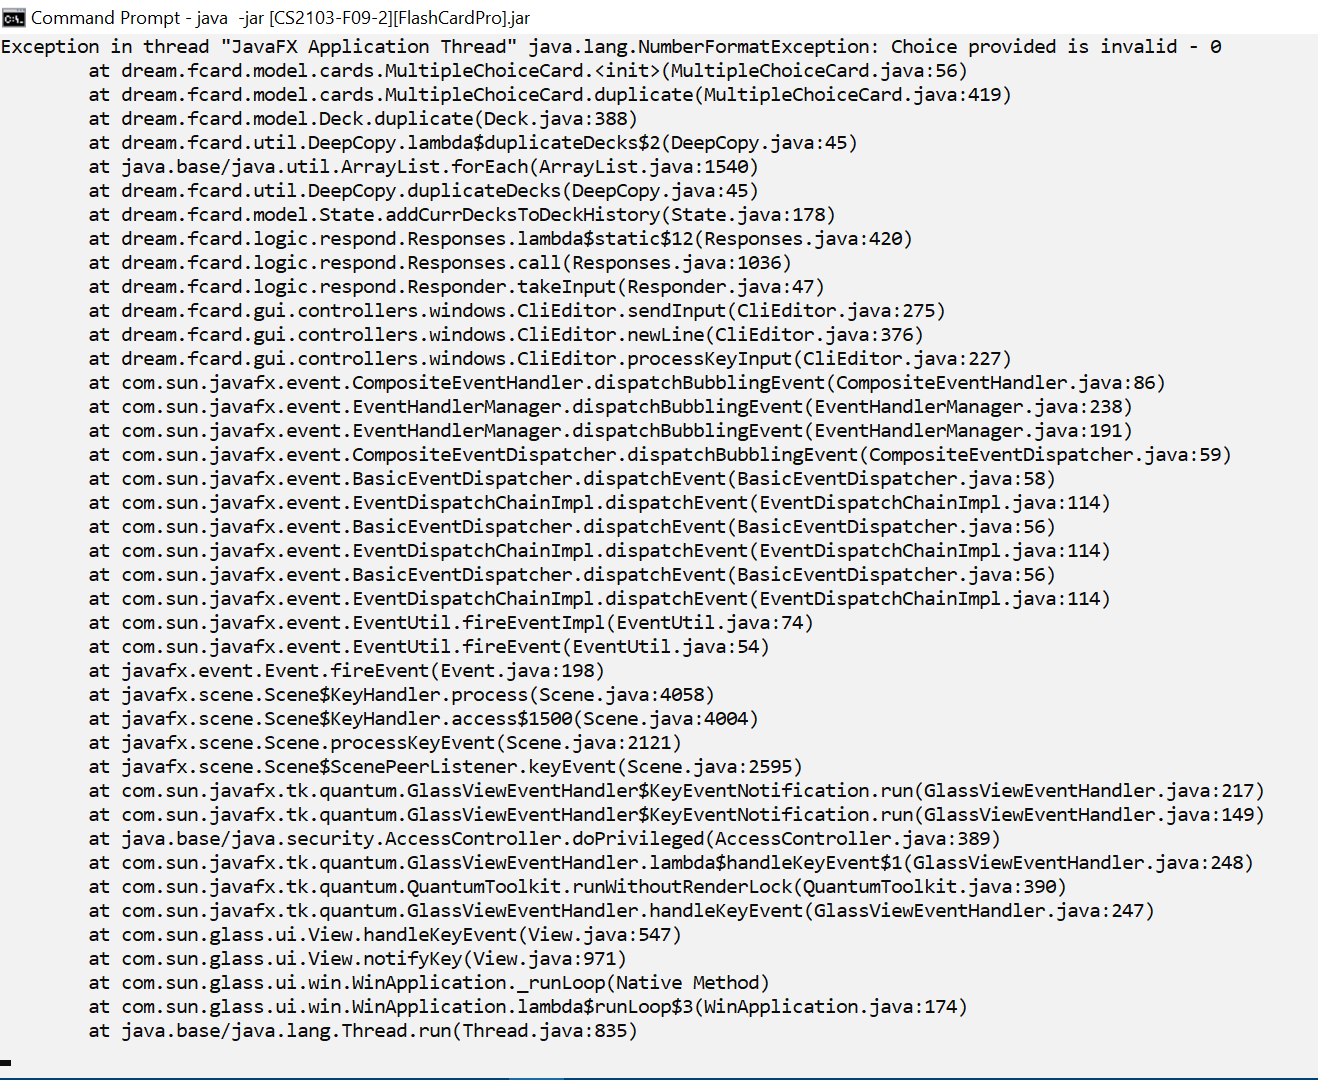 Command Prompt - java  -jar [CS2103-F09-2][FlashCardPro].jar
Exception in thread "JavaFX Application Thread" java.lang.NumberFormatException: Choice provided is invalid - 0
at dream.fcard.model.cards.MultipleChoiceCard.<init>(MultipleChoiceCard.java:56)
at dream.fcard.model.cards.MultipleChoiceCard.duplicate(MultipleChoiceCard.java:419)
at dream.fcard.model.Deck.duplicate(Deck.java:388)
at dream.fcard.util.DeepCopy.lambda$duplicateDecks$2(DeepCopy.java:45)
at java.base/java.util.ArrayList.forEach(ArrayList.java:1540)
at dream.fcard.util.DeepCopy.duplicateDecks(DeepCopy.java:45)
at dream.fcard.model.State.addCurrDecksToDeckHistory(State.java:178)
at dream.fcard.logic.respond.Responses.lambda$static$12(Responses.java:420)
at dream.fcard.logic.respond.Responses.call(Responses.java:1036)
at dream.fcard.logic.respond.Responder.takeInput(Responder.java:47)
at dream.fcard.gui.controllers.windows.CliEditor.sendInput(CliEditor.java:275)
at dream.fcard.gui.controllers.windows.CliEditor.newLine(CliEditor.java:376)
at dream.fcard.gui.controllers.windows.CliEditor.processKeyInput(CliEditor.java:227)
at com.sun.javafx.event.CompositeEventHandler.dispatchBubblingEvent(CompositeEventHandler.java:86)
at com.sun.javafx.event.EventHandlerManager.dispatchBubblingEvent(EventHandlerManager.java:238)
at com.sun.javafx.event.EventHandlerManager.dispatchBubblingEvent(EventHandlerManager.java:191)
at com.sun.javafx.event.CompositeEventDispatcher.dispatchBubblingEvent(CompositeEventDispatcher.java:59)
at com.sun.javafx.event.BasicEventDispatcher.dispatchEvent(BasicEventDispatcher.java:58)
at com.sun.javafx.event.EventDispatchChainImpl.dispatchEvent(EventDispatchChainImpl.java:114)
at com.sun.javafx.event.BasicEventDispatcher.dispatchEvent(BasicEventDispatcher.java:56)
at com.sun.javafx.event.EventDispatchChainImpl.dispatchEvent(EventDispatchChainImpl.java:114)
at com.sun.javafx.event.BasicEventDispatcher.dispatchEvent(BasicEventDispatcher.java:56)
at com.sun.javafx.event.EventDispatchChainImpl.dispatchEvent(EventDispatchChainImpl.java:114)
at com.sun.javafx.event.EventUtil.fireEventImpl(EventUtil.java:74)
at com.sun.javafx.event.EventUtil.fireEvent(EventUtil.java:54)
at javafx.event.Event.fireEvent(Event.java:198)
at javafx.scene.Scene$KeyHandler.process(Scene.java:4058)
at javafx.scene.Scene$KeyHandler.access$1500(Scene.java:4004)
at javafx.scene.Scene.processKeyEvent(Scene.java:2121)
at javafx.scene.Scene$ScenePeerListener.keyEvent(Scene.java:2595)
at com.sun.javafx.tk.quantum.GlassViewEventHandler$KeyEventNotification.run(GlassViewEventHandler.java:217)
at com.sun.javafx.tk.quantum.GlassViewEventHandler$KeyEventNotification.run(GlassViewEventHandler.java:149)
at java.base/java.security.AccessController.doPrivileged(AccessController.java:389)
at com.sun.javafx.tk.quantum.GlassViewEventHandler.lambda$handleKeyEvent$1(GlassViewEventHandler.java:248)
at com.sun.javafx.tk.quantum.QuantumToolkit.runWithoutRenderLock(QuantumToolkit.java:390)
at com.sun.javafx.tk.quantum.GlassViewEventHandler.handleKeyEvent(GlassViewEventHandler.java:247)
at com.sun.glass.ui.View.handleKeyEvent(View.java:547)
at com.sun.glass.ui.View.notifyKey(View.java:971)
at com.sun.glass.ui.win.WinApplication._runLoop(Native Method)
at com.sun.glass.ui.win.WinApplication.lambda$runLoop$3(WinApplication.java:174)
at java.base/java.lang.Thread.run(Thread.java:835)